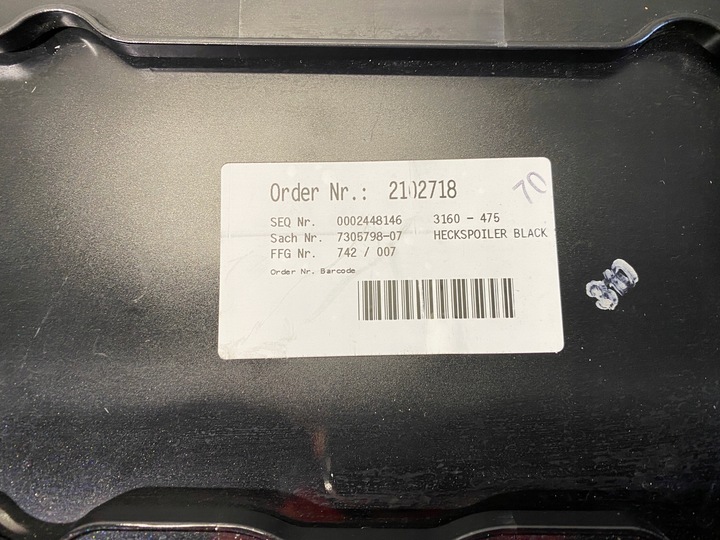 Order Nr.: 2102718
70
SEQ Nr. 0002448146 3160 - 475
Sach Nr. 7305798-07 HECKSPOILER BLACK
FFG Nr. 742 / 007
Order Nr. Barcode